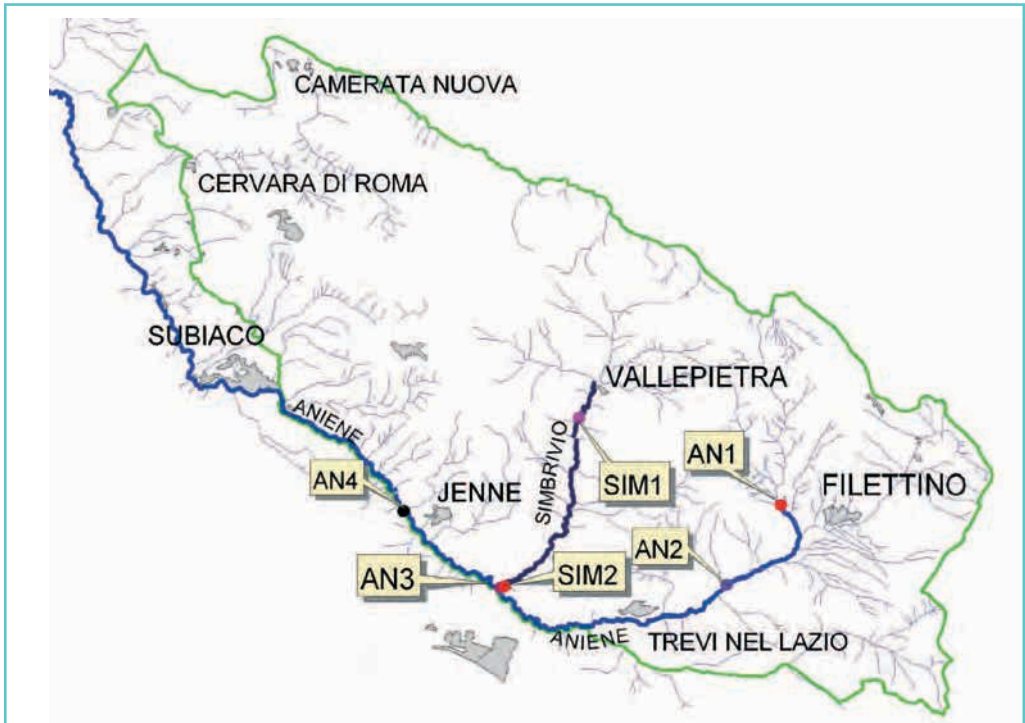 CAMERATA NUOVA
CERVARA DI ROMA
SUBIACO
VALLEPIETRA
ANIENE
SIMBRIVIO
AN1
SIM1
FILETTINO
AN4
JENNE
AN2
AN3
SIM2
ANIENE
TREVI NEL LAZIO